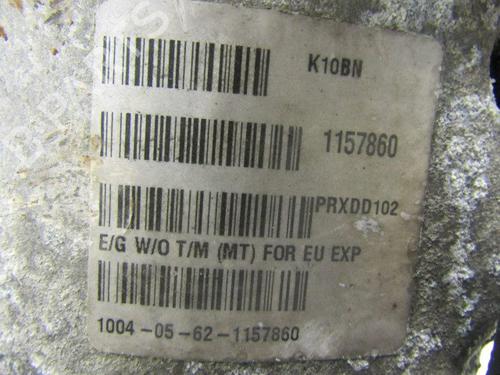 K10BN
1157860
PRXDD102
E/G W/O T/M (MT) FOR EU EXP
1004-05-62-1157860